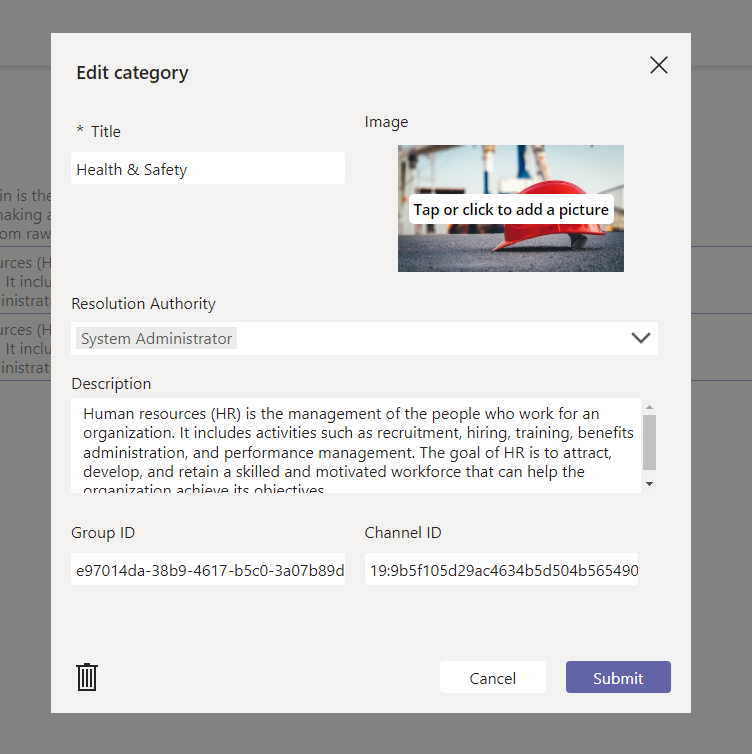 Edit category
* Title
Image
Health & Safety
Tap or click to add a picture
Resolution Authority
System Administrator
Description
Human resources (HR) is the management of the people who work for an
organization. It includes activities such as recruitment, hiring, training, benefits
administration, and performance management. The goal of HR is to attract,
develop, and retain a skilled and motivated workforce that can help the
organization achieve its objectives
Group ID
Channel ID
e97014da-38b9-4617-b5c0-3a07b89d
19:9b5f105d29ac4634b5d504b565490
Cancel
Submit
in is the
making a
om raw
urces (H
It inclu
inistrat
urces (H
It inclu
inistrat